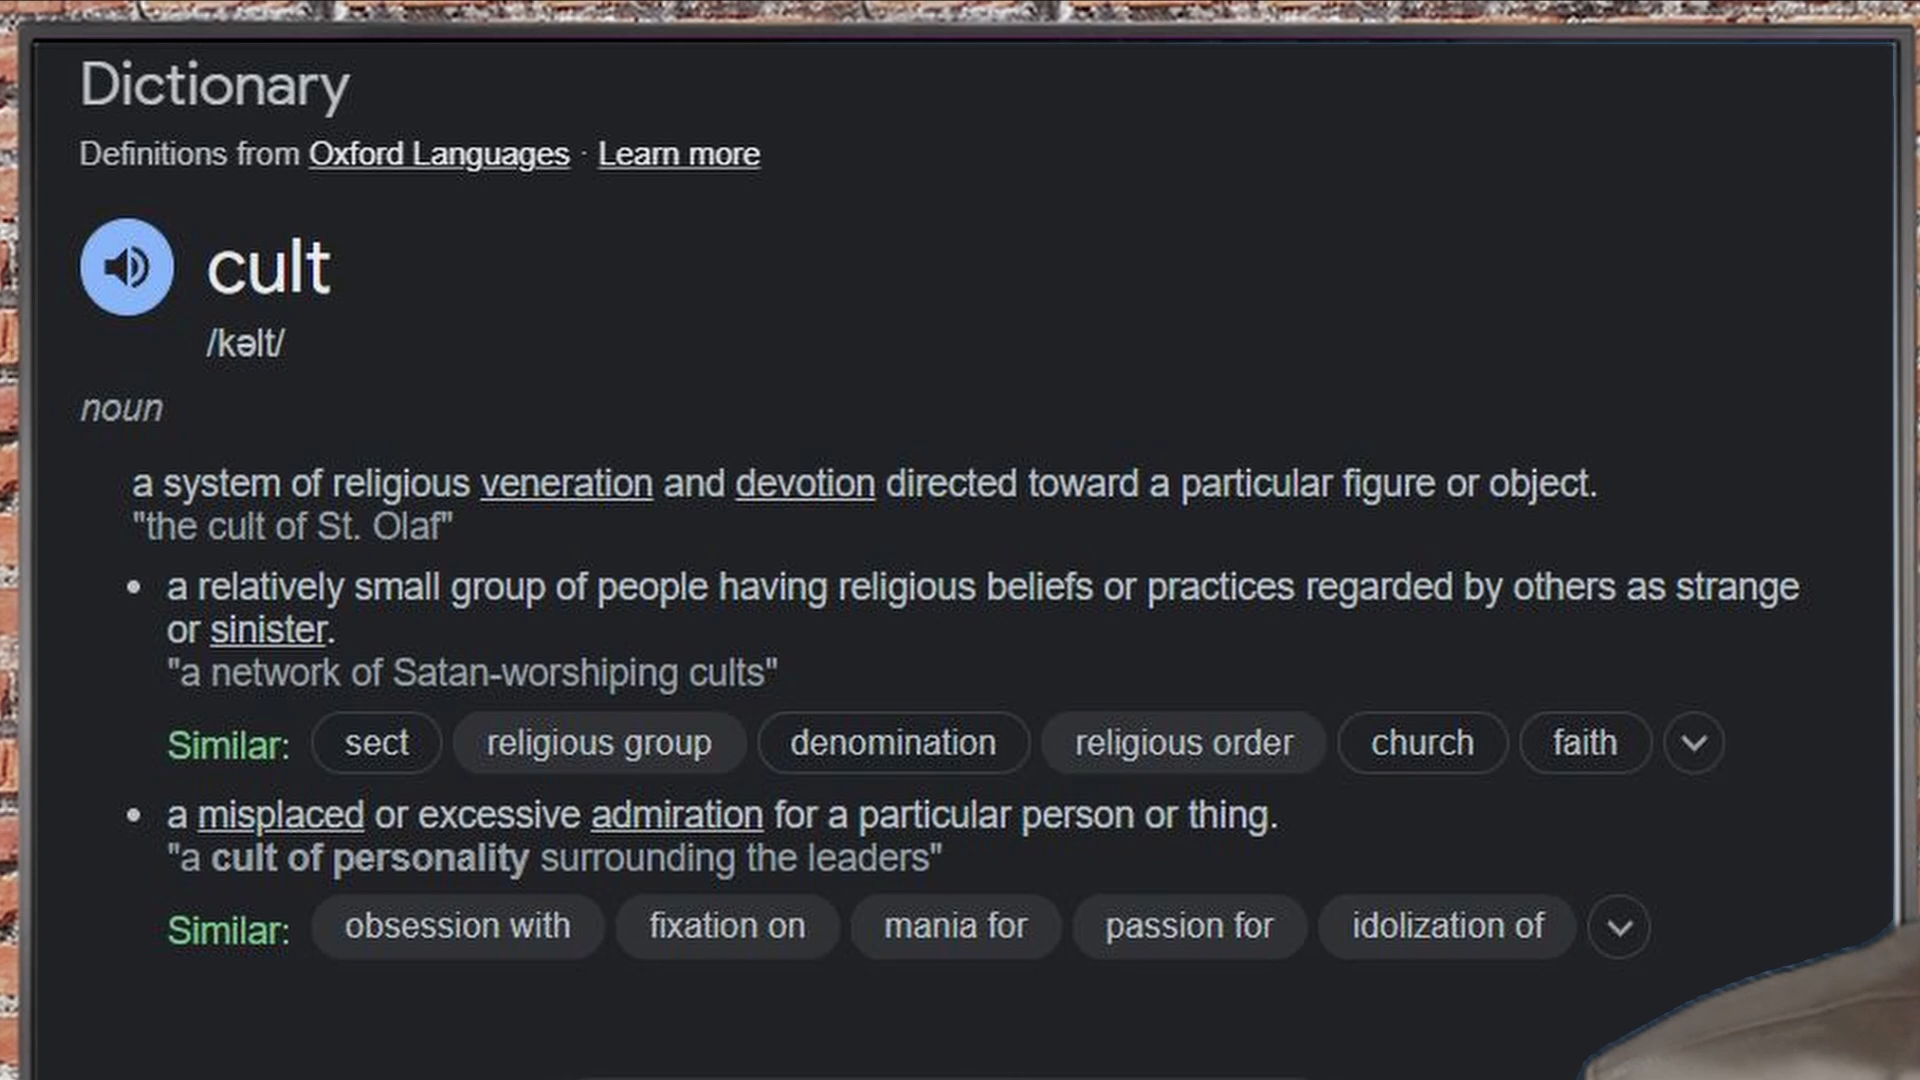 Dictionary
Definitions from Oxford Languages · Learn more
cult
/kəlt/
noun
a system of religious veneration and devotion directed toward a particular figure or object.
"the cult of St. Olaf"
• a relatively small group of people having religious beliefs or practices regarded by others as strange
or sinister.
"a network of Satan-worshiping cults"
Similar: sect religious group denomination religious order church faith
• a misplaced or excessive admiration for a particular person or thing.
"a cult of personality surrounding the leaders"
Similar: obsession with fixation on mania for passion for idolization of